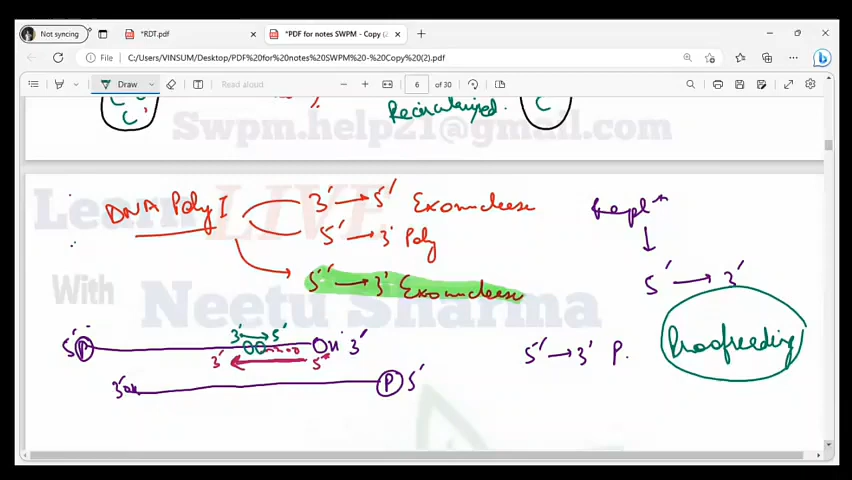 Not syncing
*RDT.pdf
*PDF for notes SWPM - Copy (2).p
C:/Users/VINSUM/Desktop/PDF%20for%20notes%20SWPM%20-%20Copy%20(2).pdf
Draw
Read aloud
6 of 30
C
C
Recircularized.
C
Swpm.help21@gmail.com
DNA Poly I
3' → 5' Exonuclease
5' → 3' Poly
5' → 3' Exonuclease
Repl^n
↓
5' → 3'
Proofreeding
Learn LIVE
With Neetu Sharma
3' → 5'
5' P OH 3'
3' 5'
3'OH P 5'
5' → 3' P.